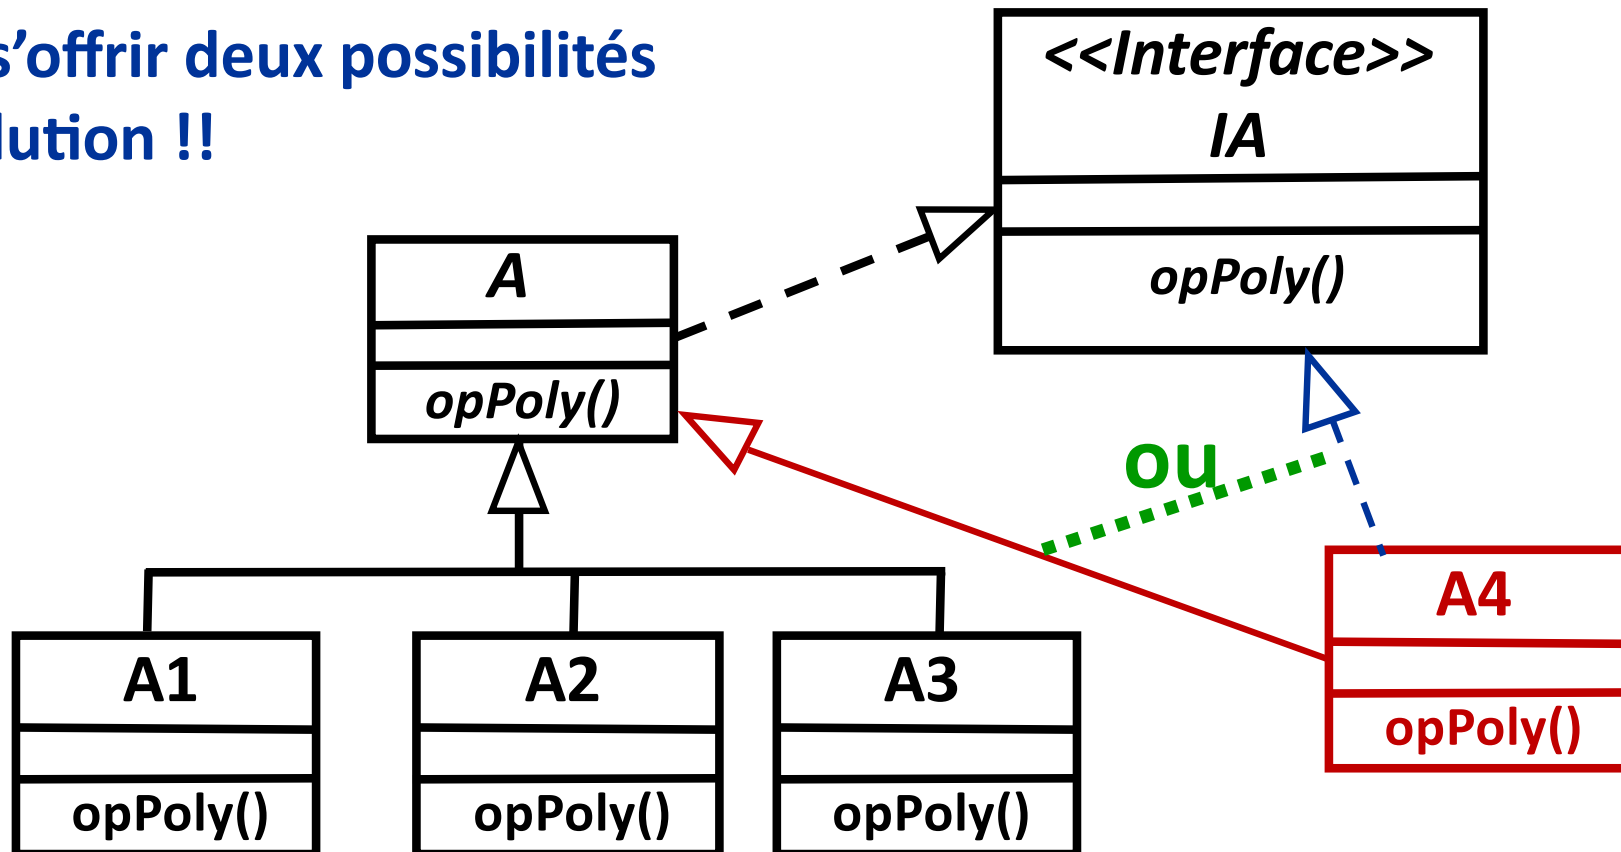 s’offrir deux possibilités
lution !!
<<Interface>>
IA
opPoly()
A
opPoly()
ou
A4
opPoly()
A1
opPoly()
A2
opPoly()
A3
opPoly()